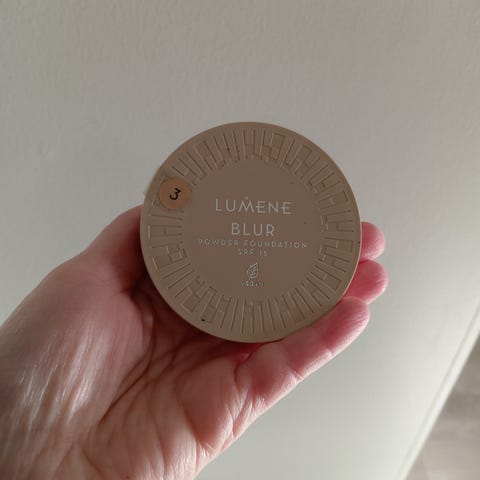 3
LUMENE
BLUR
POWDER FOUNDATION
SPF 15
VEGAN